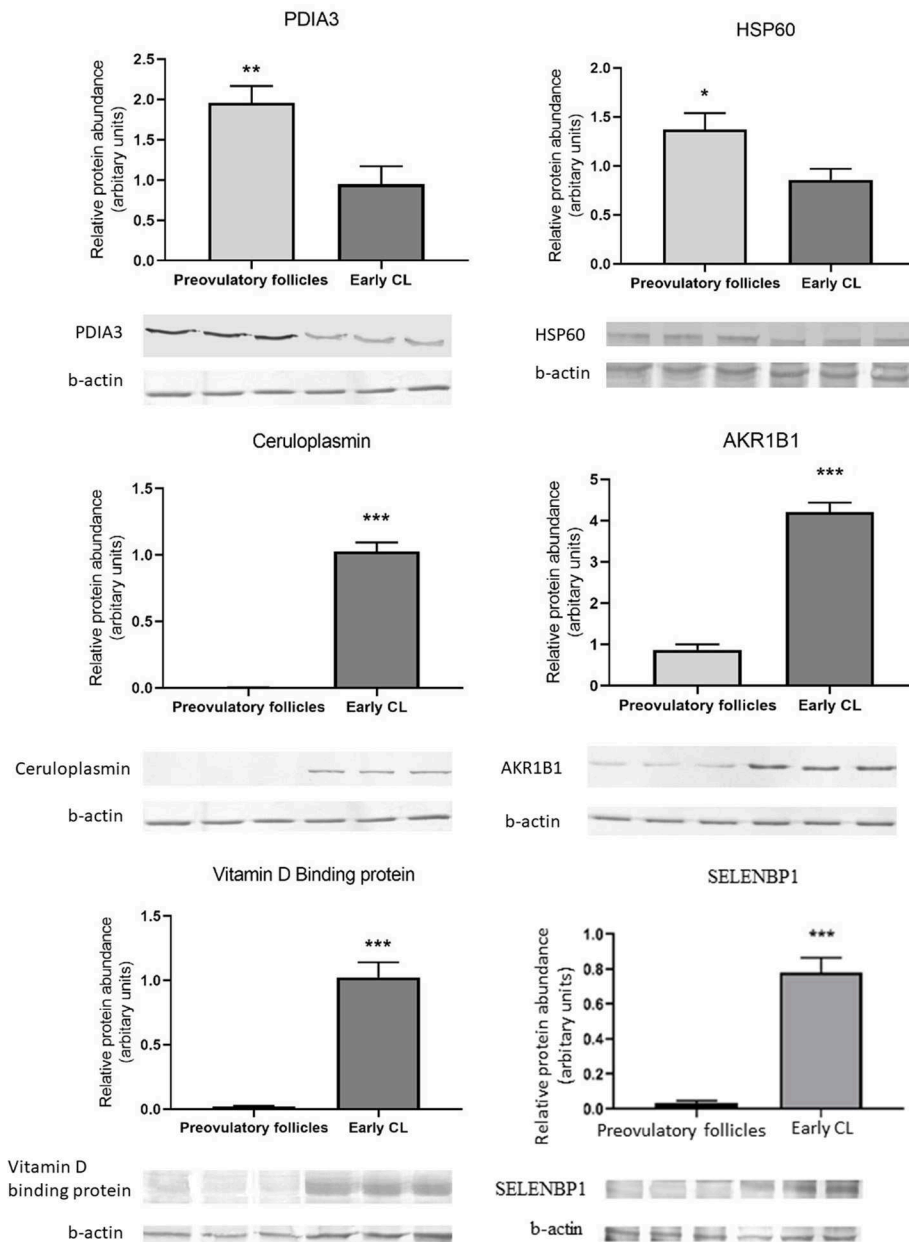 PDIA3
Relative protein abundance
(arbitary units)
2.5
2.0
1.5
1.0
0.5
0.0
**
Preovulatory follicles Early CL
PDIA3
b-actin
HSP60
Relative protein abundance
(arbitary units)
2.0
1.5
1.0
0.5
0.0
*
Preovulatory follicles Early CL
HSP60
b-actin
Ceruloplasmin
Relative protein abundance
(arbitary units)
1.5
1.0
0.5
0.0
***
Preovulatory follicles Early CL
Ceruloplasmin
b-actin
AKR1B1
Relative protein abundance
(arbitary units)
5
4
3
2
1
0
***
Preovulatory follicles Early CL
AKR1B1
b-actin
Vitamin D Binding protein
Relative protein abundance
(arbitary units)
1.5
1.0
0.5
0.0
***
Preovulatory follicles Early CL
Vitamin D
binding protein
b-actin
SELENBP1
Relative protein abundance
(arbitary units)
1.0
0.8
0.6
0.4
0.2
0.0
***
Preovulatory follicles Early CL
SELENBP1
b-actin